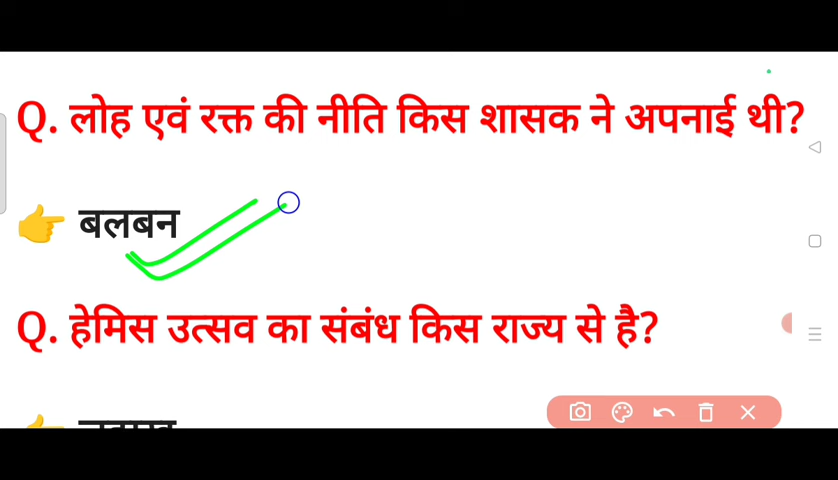 Q. लोह एवं रक्त की नीति किस शासक ने अपनाई थी?
👉 बलबन
Q. हेमिस उत्सव का संबंध किस राज्य से है?